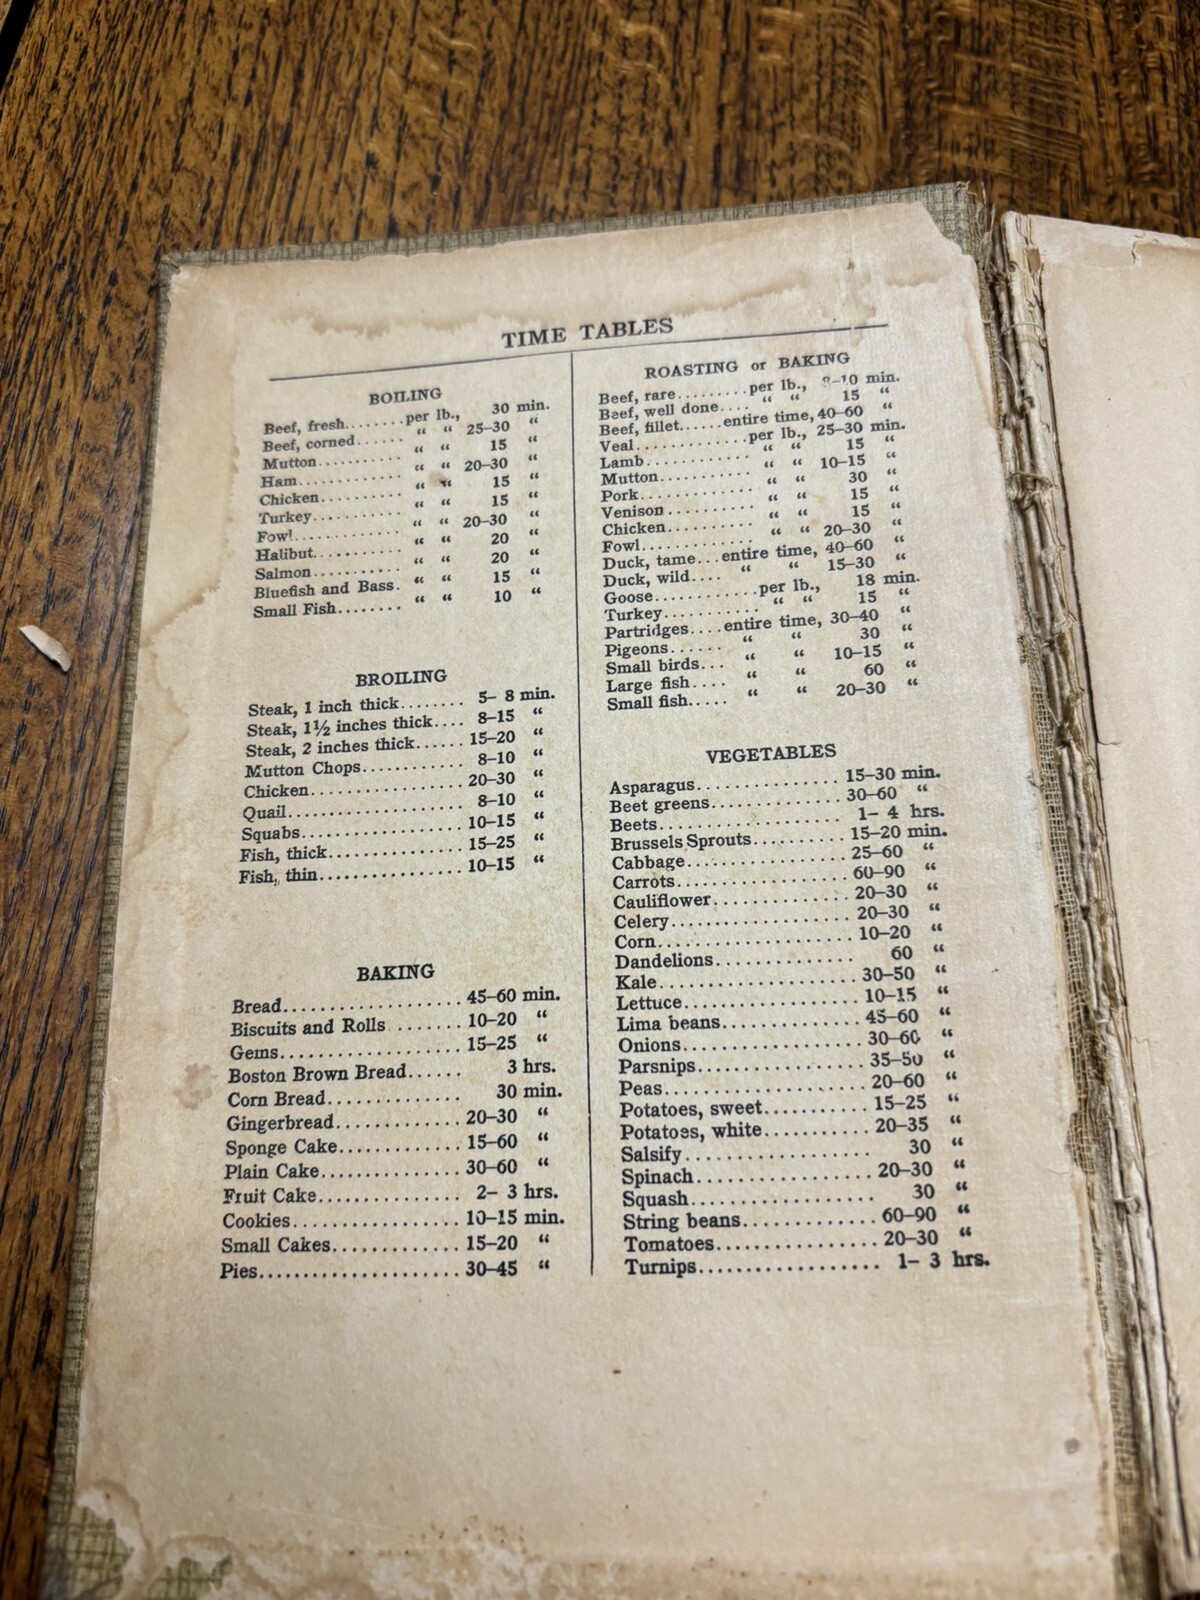 TIME TABLES
BOILING
Beef, fresh........per lb., 30 min.
Beef, corned...... “ “ 25–30 “
Mutton............ “ “ 15 “
Ham............... “ “ 20–30 “
Chicken........... “ “ 15 “
Turkey........... “ “ 15 “
Fowl.............. “ “ 20–30 “
Halibut........... “ “ 20 “
Salmon............ “ “ 20 “
Bluefish and Bass. “ “ 15 “
Small Fish........ “ “ 10 “
BROILING
Steak, 1 inch thick........ 5– 8 min.
Steak, 1½ inches thick.... 8–15 “
Steak, 2 inches thick...... 15–20 “
Mutton Chops............ 8–10 “
Chicken.................. 20–30 “
Quail..................... 8–10 “
Squabs................... 10–15 “
Fish, thick................ 15–25 “
Fish, thin................. 10–15 “
BAKING
Bread................... 45–60 min.
Biscuits and Rolls ....... 10–20 “
Gems................... 15–25 “
Boston Brown Bread...... 3 hrs.
Corn Bread.............. 30 min.
Gingerbread.............. 20–30 “
Sponge Cake............. 15–60 “
Plain Cake............... 30–60 “
Fruit Cake............... 2– 3 hrs.
Cookies.................. 10–15 min.
Small Cakes.............. 15–20 “
Pies...................... 30–45 “
ROASTING or BAKING
Beef, rare.........per lb., 8–10 min.
Beef, well done.... “ “ 15 “
Beef, fillet......entire time, 40–60 “
Veal..............per lb., 25–30 min.
Lamb............. “ “ 15 “
Mutton........... “ “ 10–15 “
Pork............. “ “ 30 “
Venison.......... “ “ 15 “
Chicken.......... “ “ 15 “
Fowl............. “ “ 20–30 “
Duck, tame...entire time, 40–60 “
Duck, wild.... “ “ 15–30 “
Goose............per lb., 18 min.
Turkey........... “ “ 15 “
Partridges....entire time, 30–40 “
Pigeons...... “ “ 30 “
Small birds... “ “ 10–15 “
Large fish.... “ “ 60 “
Small fish..... “ “ 20–30 “
VEGETABLES
Asparagus............... 15–30 min.
Beet greens.............. 30–60 “
Beets.................... 1– 4 hrs.
Brussels Sprouts.......... 15–20 min.
Cabbage................. 25–60 “
Carrots.................. 60–90 “
Cauliflower.............. 20–30 “
Celery................... 20–30 “
Corn..................... 10–20 “
Dandelions.............. 60 “
Kale..................... 30–50 “
Lettuce.................. 10–15 “
Lima beans.............. 45–60 “
Onions.................. 30–60 “
Parsnips................. 35–50 “
Peas..................... 20–60 “
Potatoes, sweet........... 15–25 “
Potatoes, white........... 20–35 “
Salsify................... 30 “
Spinach.................. 20–30 “
Squash................... 30 “
String beans.............. 60–90 “
Tomatoes................ 20–30 “
Turnips.................. 1– 3 hrs.